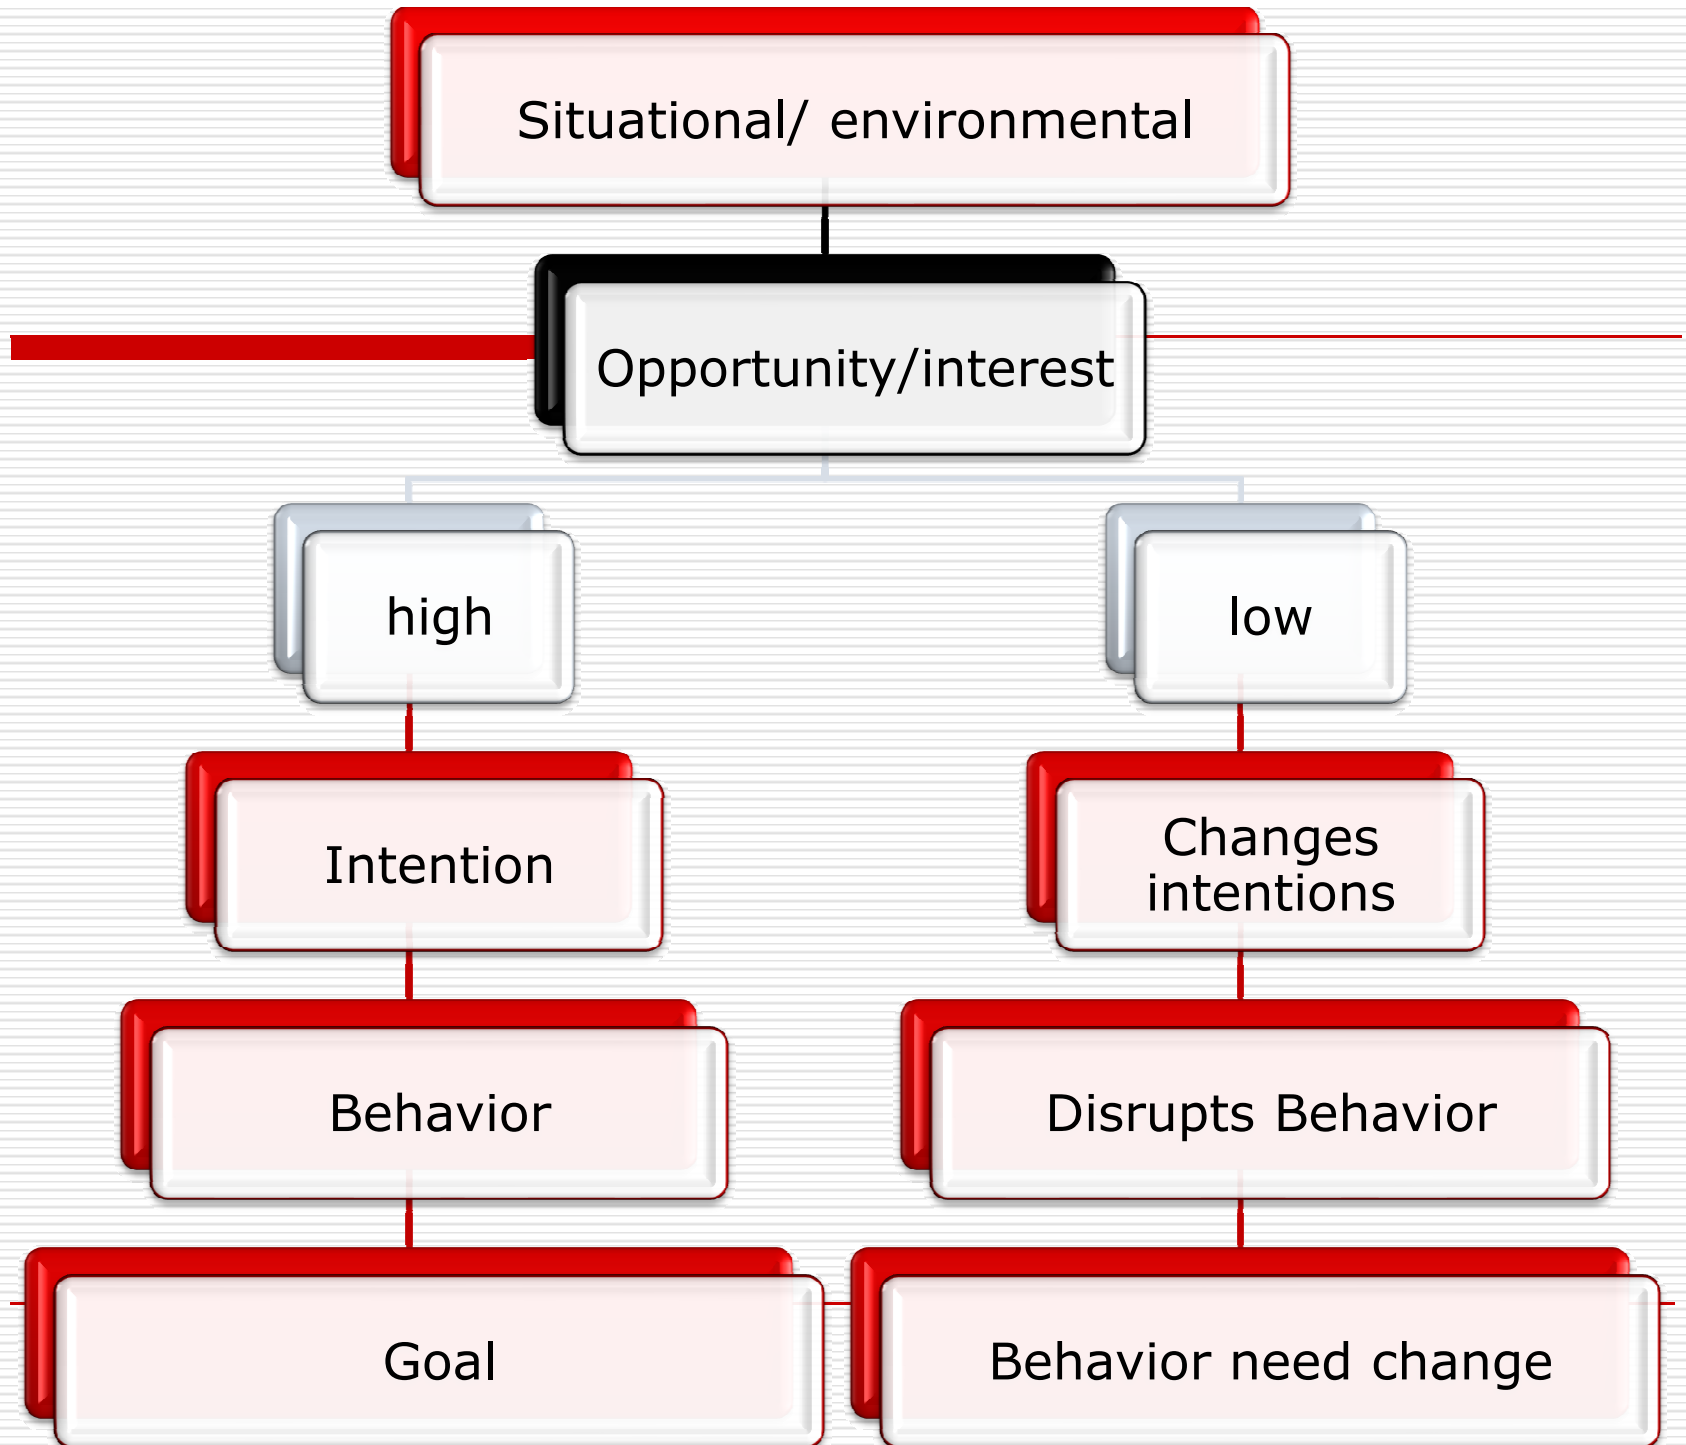 Situational/ environmental
Opportunity/interest
high
low
Intention
Changes
intentions
Behavior
Disrupts Behavior
Goal
Behavior need change